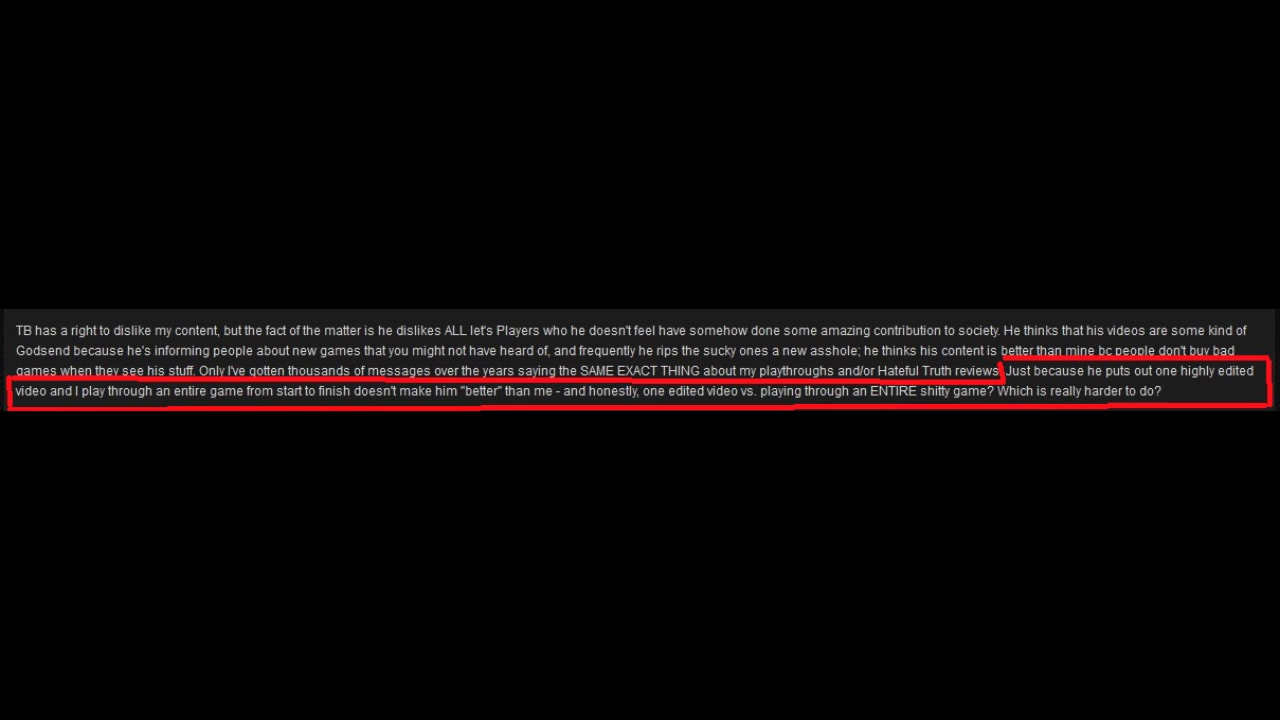 TB has a right to dislike my content, but the fact of the matter is he dislikes ALL let's Players who he doesn't feel have somehow done some amazing contribution to society. He thinks that his videos are some kind of
Godsend because he's informing people about new games that you might not have heard of, and frequently he rips the sucky ones a new asshole; he thinks his content is better than mine bc people don't buy bad
games when they see his stuff. Only I've gotten thousands of messages over the years saying the SAME EXACT THING about my playthroughs and/or Hateful Truth reviews. Just because he puts out one highly edited
video and I play through an entire game from start to finish doesn't make him "better" than me - and honestly, one edited video vs. playing through an ENTIRE shitty game? Which is really harder to do?